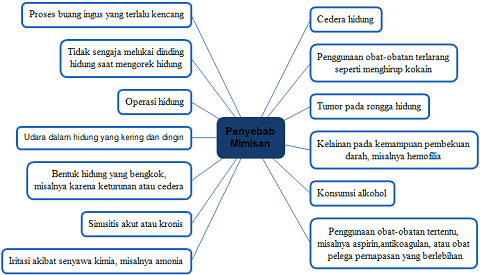 Proses buang ingus yang terlalu kencang
Tidak sengaja melukai dinding
hidung saat mengorek hidung
Operasi hidung
Udara dalam hidung yang kering dan dingin
Bentuk hidung yang bengkok,
misalnya karena keturunan atau cedera
Sinusitis akut atau kronis
Iritasi akibat senyawa kimia, misalnya amonia
Penyebab
Mimisan
Cedera hidung
Penggunaan obat-obatan terlarang
seperti menghirup kokain
Tumor pada rongga hidung
Kelainan pada kemampuan pembekuan
darah, misalnya hemofilia
Konsumsi alkohol
Penggunaan obat-obatan tertentu,
misalnya aspirin,antikoagulan, atau obat
pelega pernapasan yang berlebihan